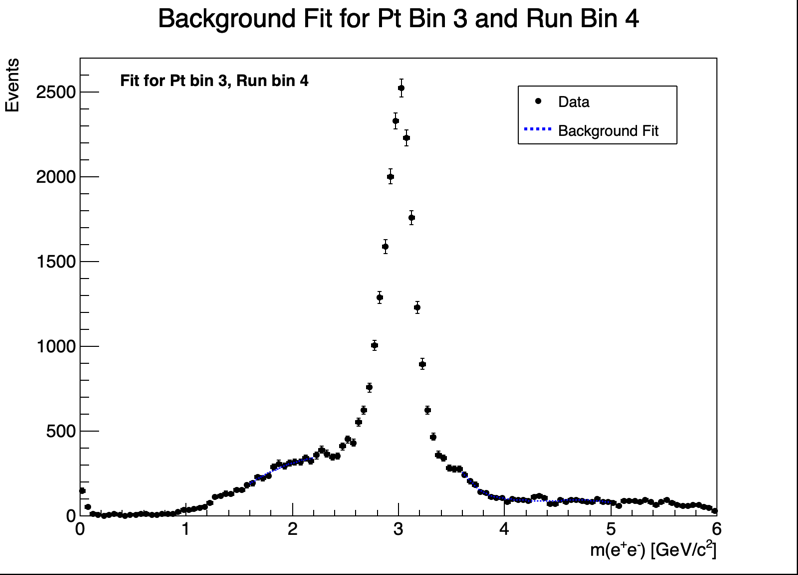 Background Fit for Pt Bin 3 and Run Bin 4
Events
Fit for Pt bin 3, Run bin 4
Data
Background Fit
2500
2000
1500
1000
500
0
0 1 2 3 4 5 6
m(e⁺e⁻) [GeV/c²]